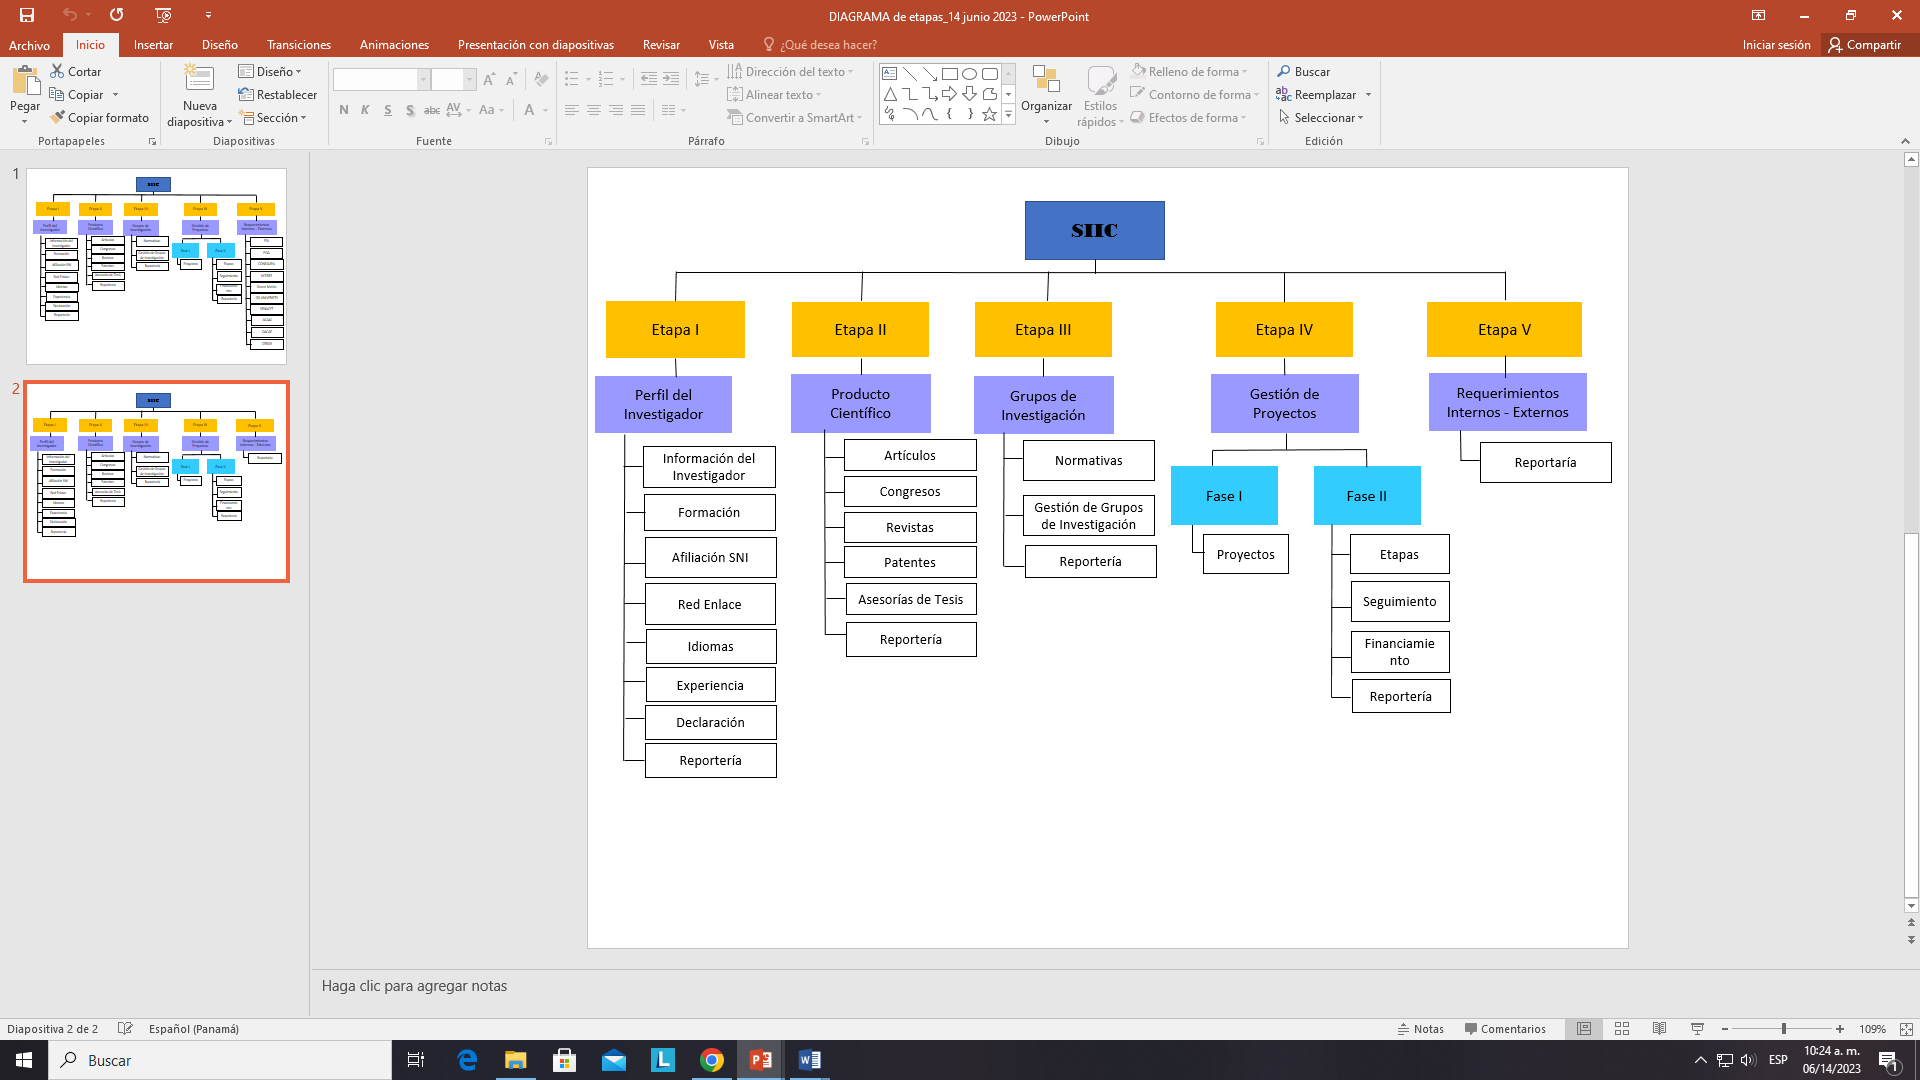 DIAGRAMA de etapas_14 junio 2023 - PowerPoint
Archivo Inicio Insertar Diseño Transiciones Animaciones Presentación con diapositivas Revisar Vista ¿Qué desea hacer? Iniciar sesión Compartir
Pegar
Cortar
Copiar
Copiar formato
Portapapeles
Nueva
diapositiva
Diseño
Restablecer
Sección
Diapositivas
N K S S abc AV Aa A
Fuente
Dirección del texto
Alinear texto
Convertir a SmartArt
Párrafo
Organizar
Estilos
rápidos
Relleno de forma
Contorno de forma
Efectos de forma
Dibujo
Buscar
Reemplazar
Seleccionar
Edición
1
2
SIIC
Etapa I
Perfil del
Investigador
Información del
Investigador
Formación
Afiliación SNI
Red Enlace
Idiomas
Experiencia
Declaración
Reportería
Etapa II
Producto
Científico
Artículos
Congresos
Revistas
Patentes
Asesorías de Tesis
Reportería
Etapa III
Grupos de
Investigación
Normativas
Gestión de Grupos
de Investigación
Reportería
Etapa IV
Gestión de
Proyectos
Fase I
Proyectos
Fase II
Etapas
Seguimiento
Financiamie
nto
Reportería
Etapa V
Requerimientos
Internos - Externos
Reportaría
Haga clic para agregar notas
Diapositiva 2 de 2 Español (Panamá) Notas Comentarios 109%
Buscar
ESP
10:24 a. m.
06/14/2023
1